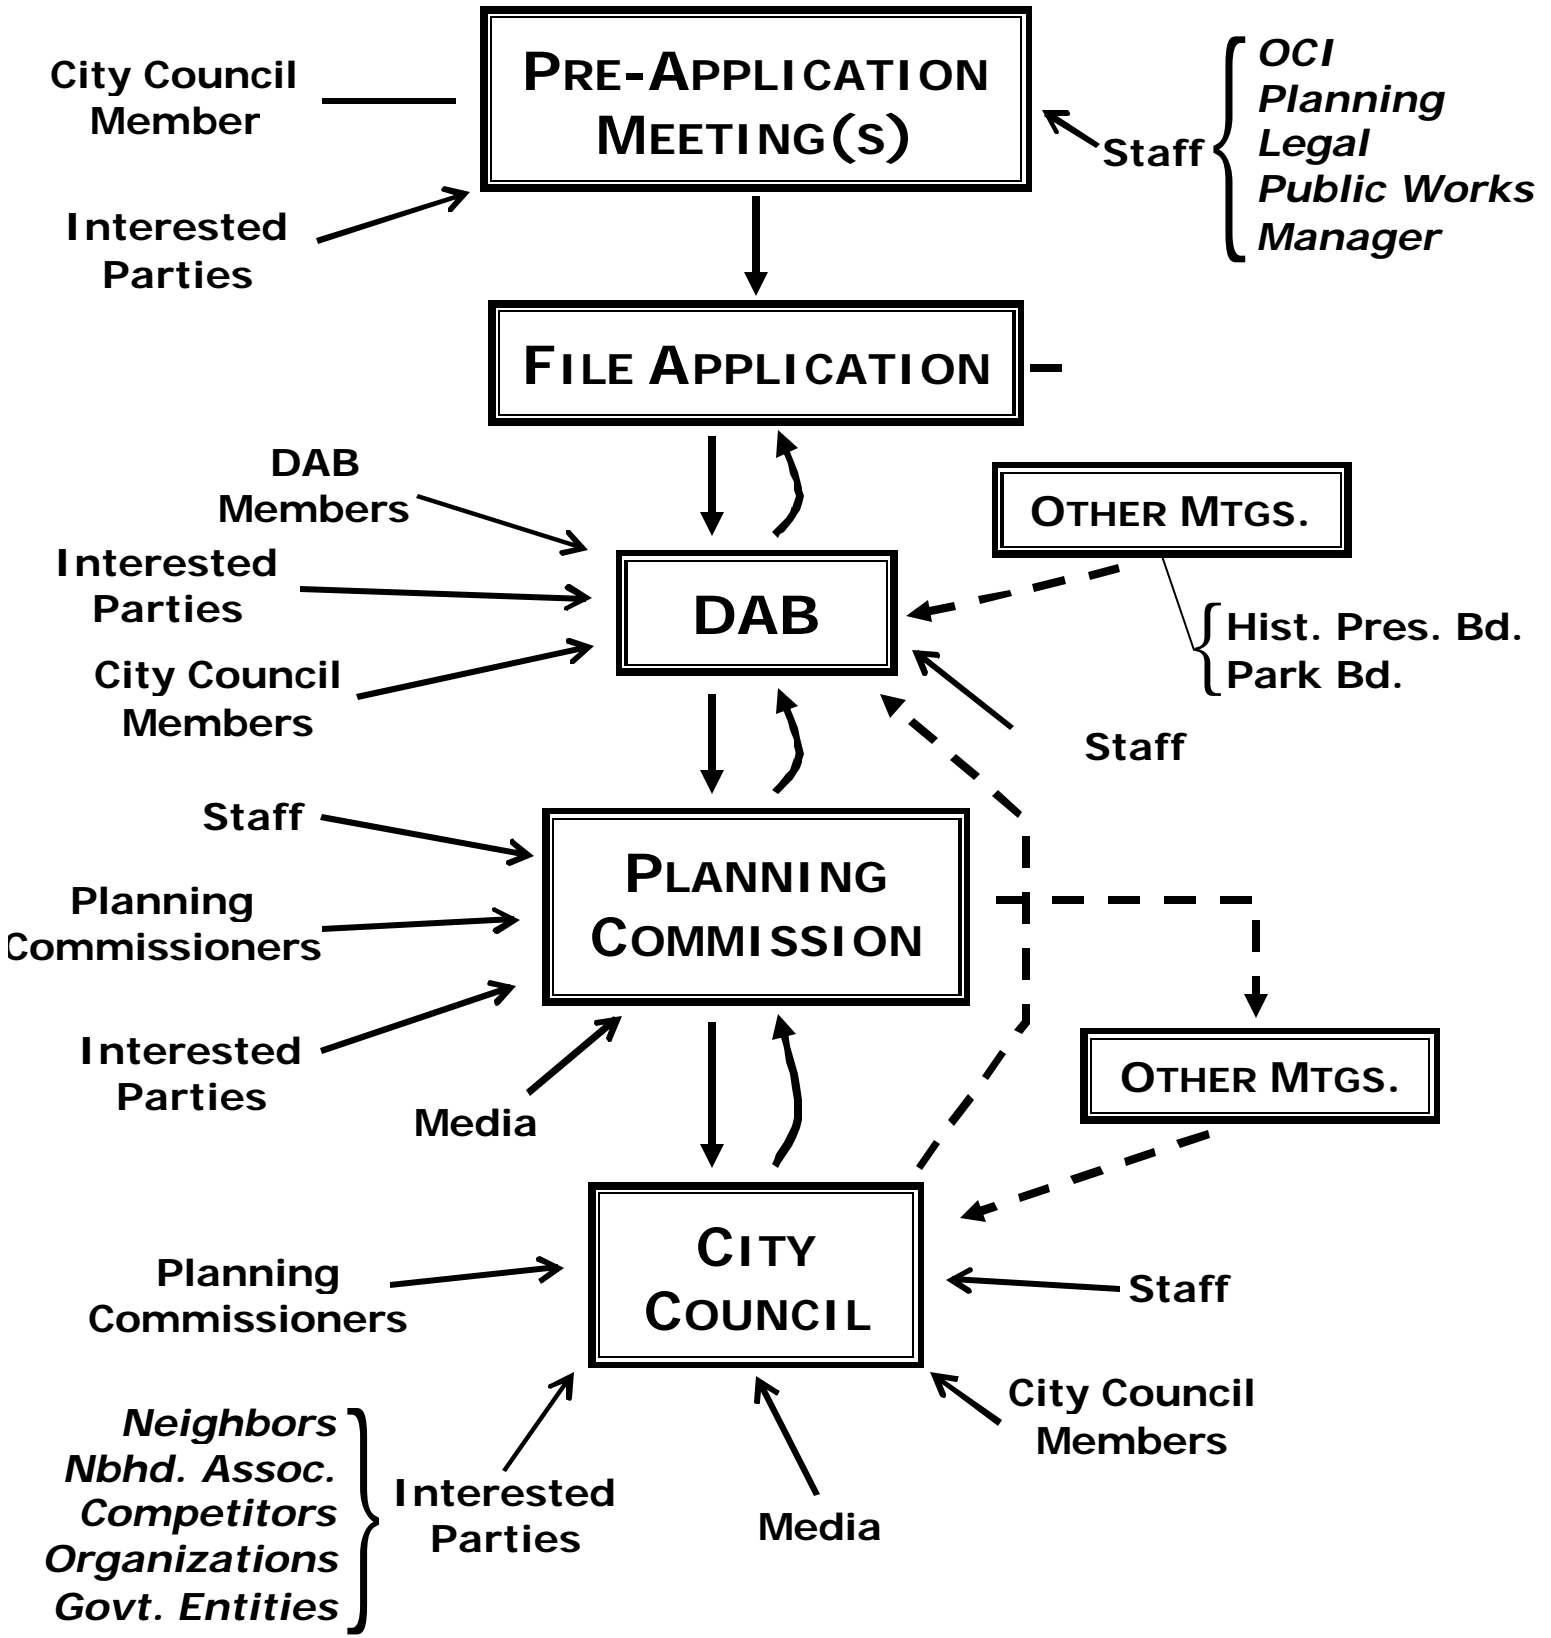 City Council
Member
PRE-APPLICATION
MEETING(S)
Staff
OCI
Planning
Legal
Public Works
Manager
Interested
Parties
FILE APPLICATION
DAB
Members
OTHER MTGS.
Interested
Parties
DAB
Hist. Pres. Bd.
Park Bd.
City Council
Members
Staff
Staff
PLANNING
COMMISSION
Planning
Commissioners
Interested
Parties
Media
OTHER MTGS.
CITY
COUNCIL
Planning
Commissioners
Staff
City Council
Members
Neighbors
Nbhd. Assoc.
Competitors
Organizations
Govt. Entities
Interested
Parties
Media